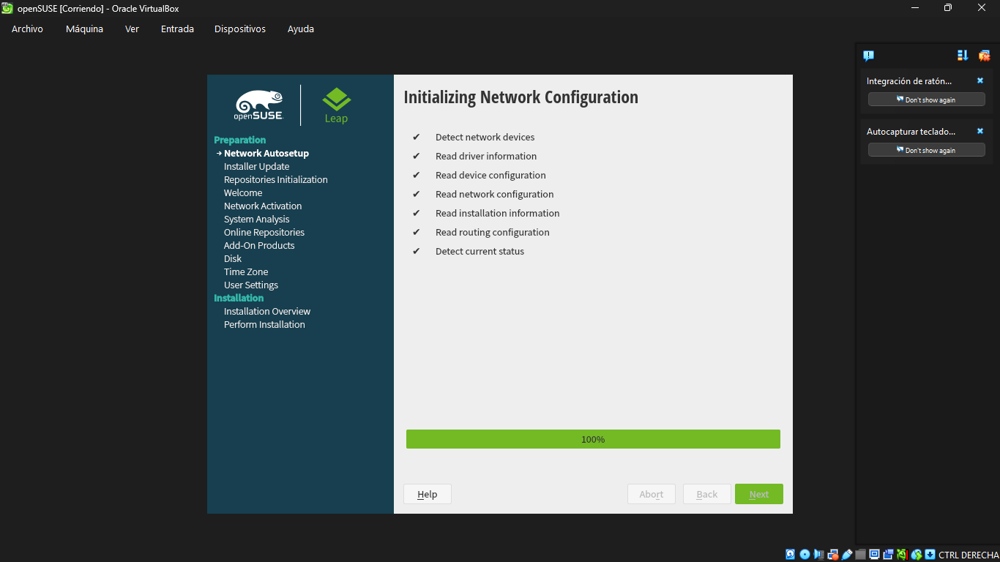 openSUSE [Corriendo] - Oracle VirtualBox
Archivo Máquina Ver Entrada Dispositivos Ayuda
openSUSE
Leap
Preparation
Network Autosetup
Installer Update
Repositories Initialization
Welcome
Network Activation
System Analysis
Online Repositories
Add-On Products
Disk
Time Zone
User Settings
Installation
Installation Overview
Perform Installation
Initializing Network Configuration
✔ Detect network devices
✔ Read driver information
✔ Read device configuration
✔ Read network configuration
✔ Read installation information
✔ Read routing configuration
✔ Detect current status
100%
Help Abort Back Next
Integración de ratón...
Don't show again
Autocapturar teclado...
Don't show again
CTRL DERECHA